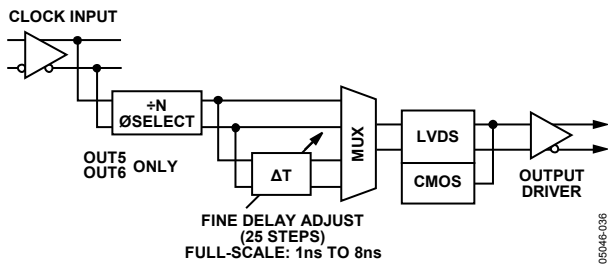 CLOCK INPUT
÷N
ØSELECT
OUT5
OUT6 ONLY
ΔT
MUX
LVDS
CMOS
OUTPUT
DRIVER
FINE DELAY ADJUST
(25 STEPS)
FULL-SCALE: 1ns TO 8ns
05046-036